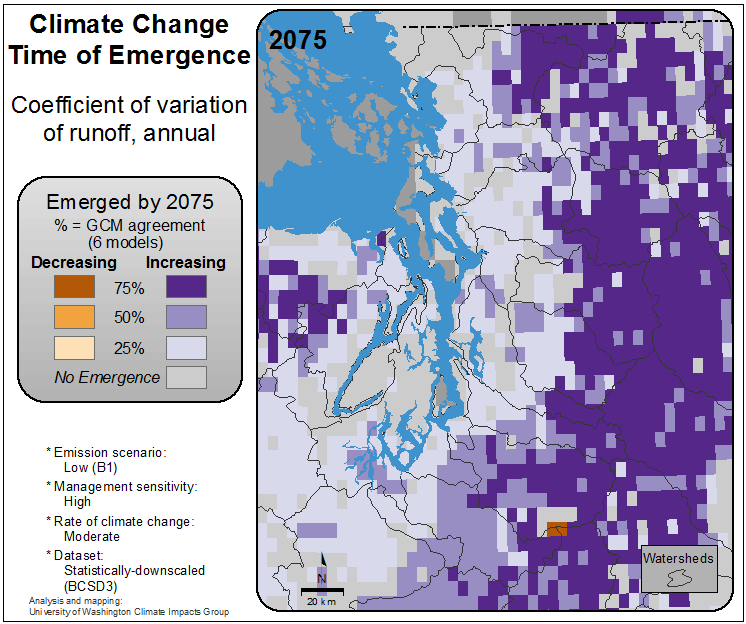 Climate Change
Time of Emergence
Coefficient of variation
of runoff, annual
Emerged by 2075
% = GCM agreement
(6 models)
Decreasing Increasing
75%
50%
25%
No Emergence
* Emission scenario:
Low (B1)
* Management sensitivity:
High
* Rate of climate change:
Moderate
* Dataset:
Statistically-downscaled
(BCSD3)
Analysis and mapping:
University of Washington Climate Impacts Group
2075
N
20 km
Watersheds